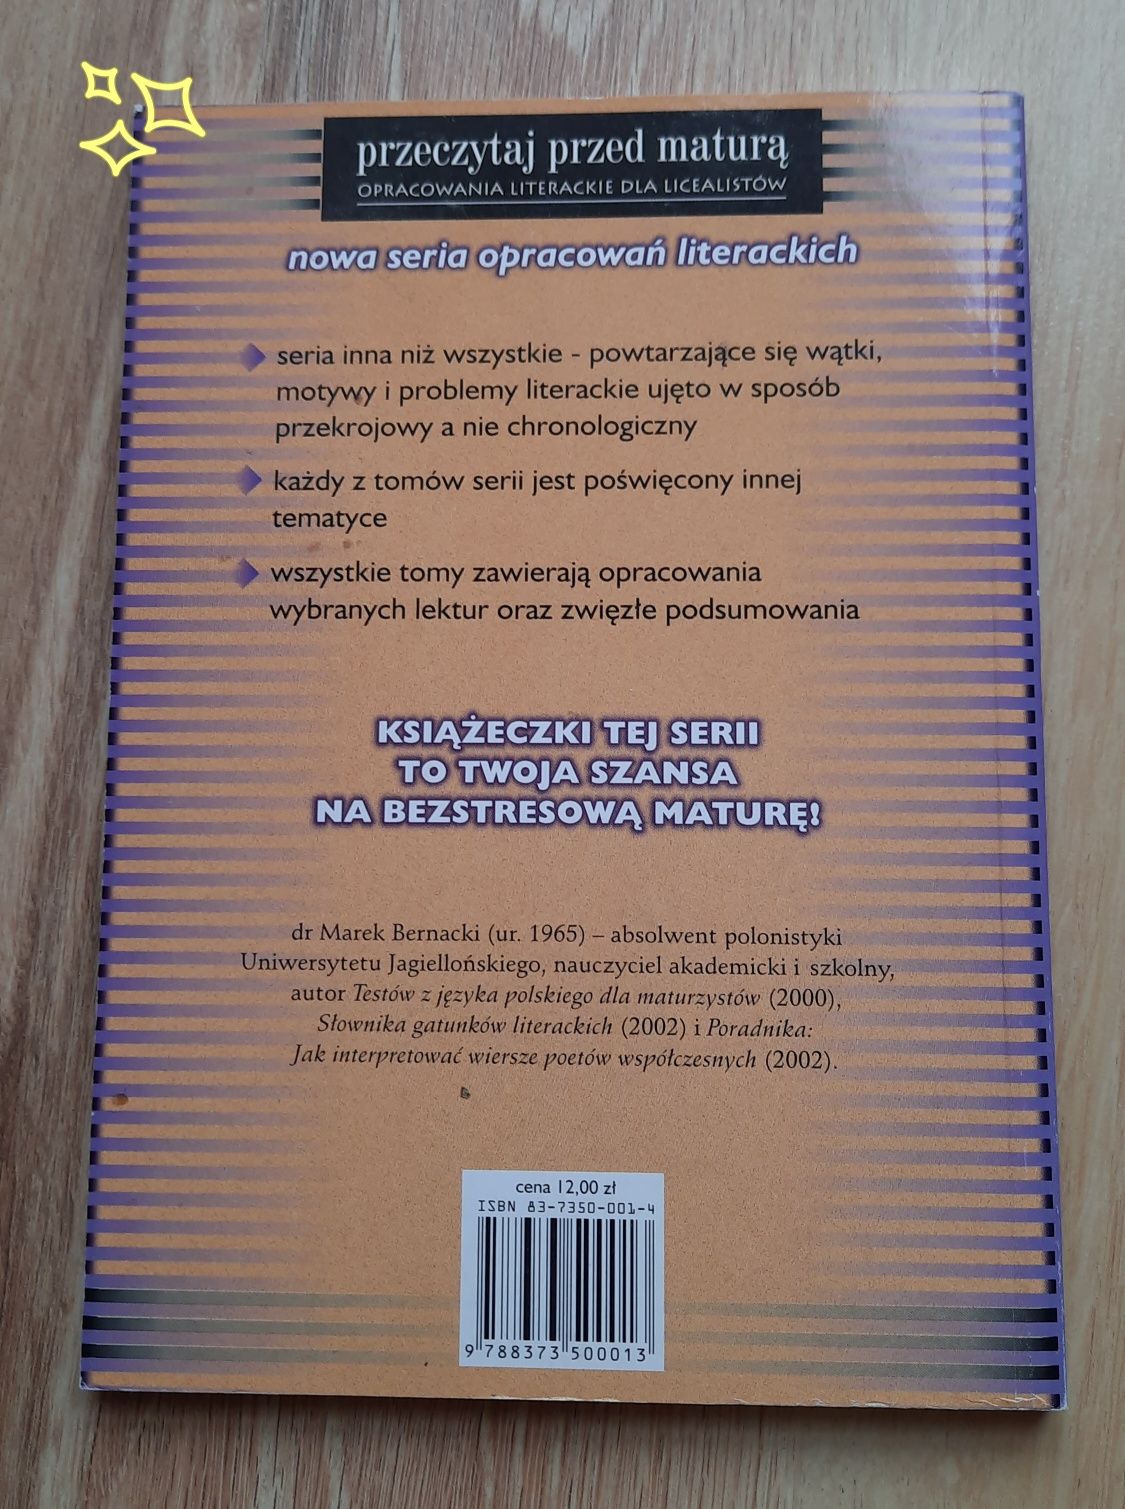 przeczytaj przed maturą
OPRACOWANIA LITERACKIE DLA LICEALISTÓW
nowa seria opracowań literackich
seria inna niż wszystkie - powtarzające się wątki,
motywy i problemy literackie ujęto w sposób
przekrojowy a nie chronologiczny
każdy z tomów serii jest poświęcony innej
tematyce
wszystkie tomy zawierają opracowania
wybranych lektur oraz zwięzłe podsumowania
KSIĄŻECZKI TEJ SERII
TO TWOJA SZANSA
NA BEZSTRESOWĄ MATURĘ!
dr Marek Bernacki (ur. 1965) – absolwent polonistyki
Uniwersytetu Jagiellońskiego, nauczyciel akademicki i szkolny,
autor Testów z języka polskiego dla maturzystów (2000),
Słownika gatunków literackich (2002) i Poradnika:
Jak interpretować wiersze poetów współczesnych (2002).
cena 12,00 zł
ISBN 83-7350-001-4
9 788373 500013